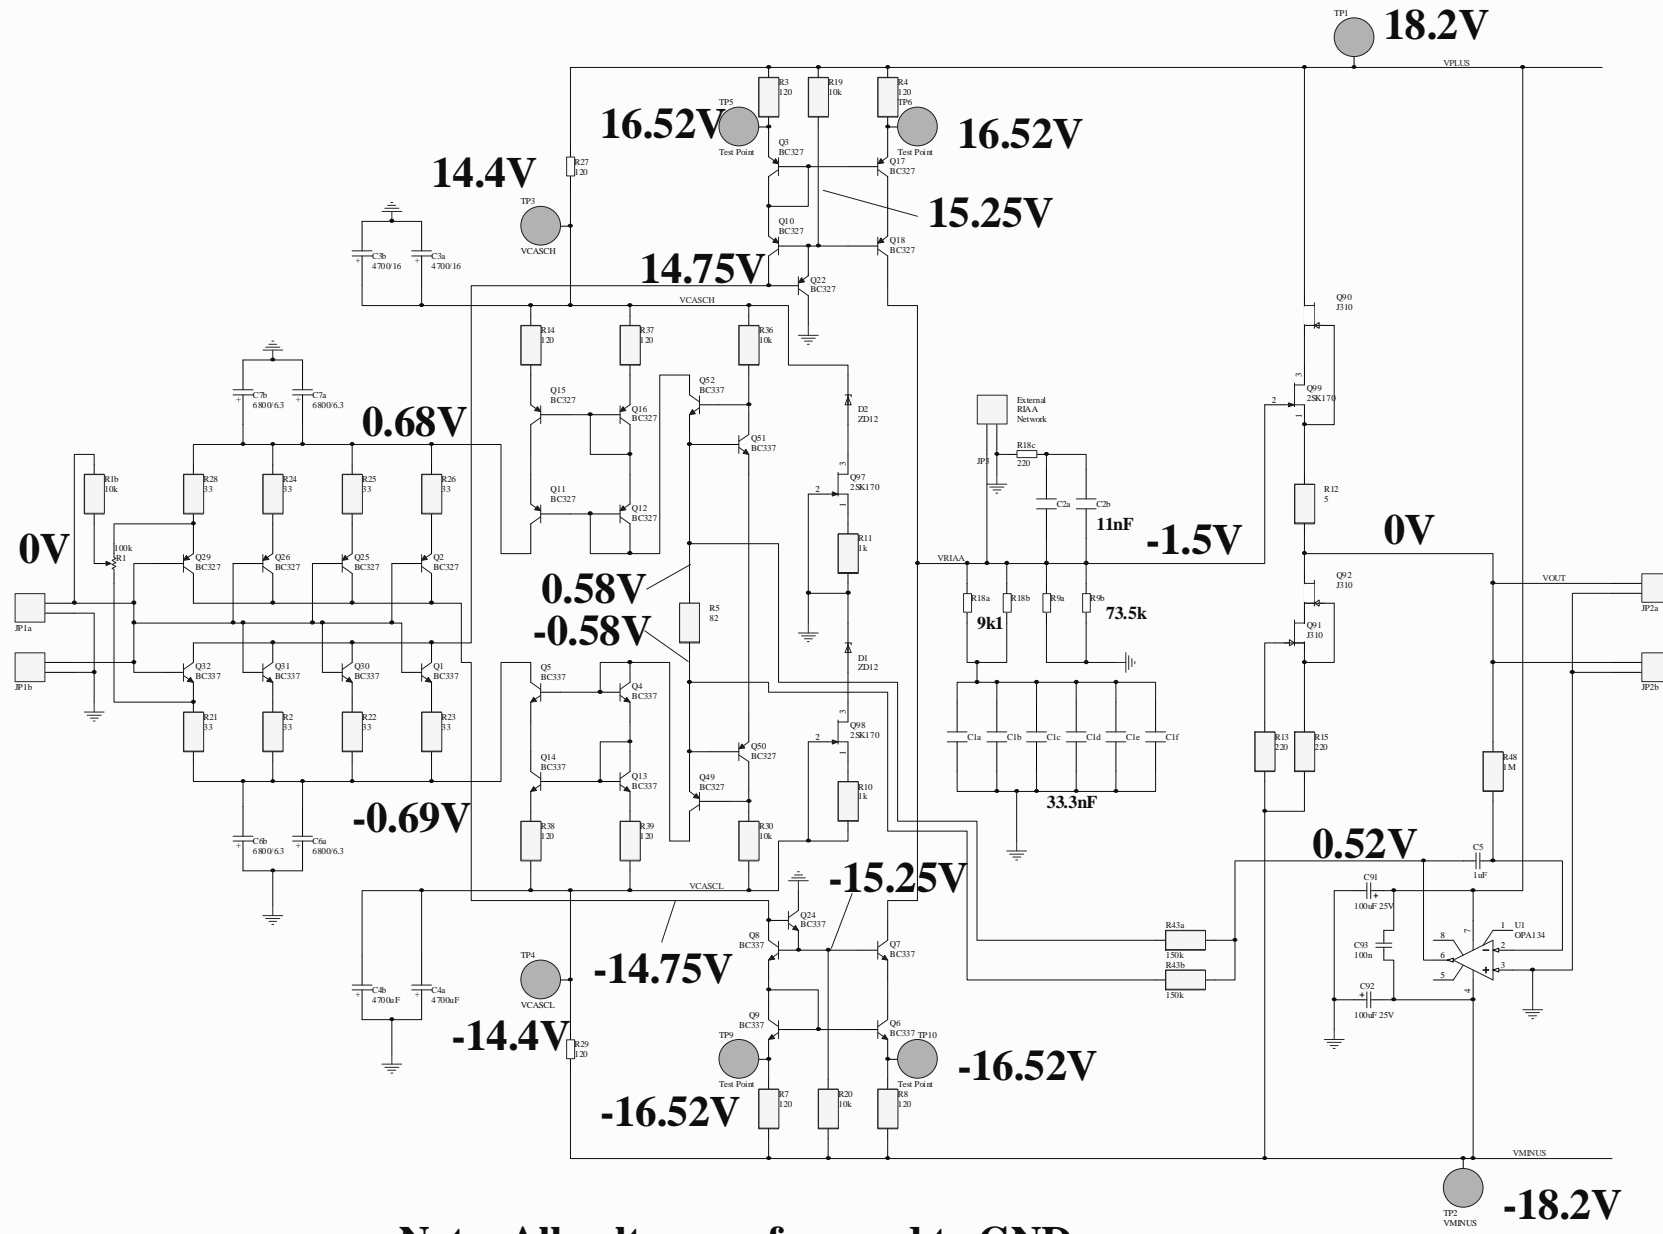 TP1
18.2V
VPLUS
R3
120
R19
10k
R4
120
TP5
TP6
16.52V
16.52V
Test Point
Test Point
Q3
BC327
Q17
BC327
R27
120
14.4V
TP3
VCASCH
15.25V
Q10
BC327
Q18
BC327
C3b
4700/16
C3a
4700/16
14.75V
Q22
BC327
VCASCH
Q90
J310
R14
120
R37
120
R36
10k
C7b
6800/6.3
C7a
6800/6.3
Q15
BC327
Q16
BC327
Q52
BC337
D2
ZD12
External
RIAA
Network
3
Q99
2SK170
2
1
0.68V
Q51
BC337
R18c
220
JP3
R1b
10k
R28
33
R24
33
R25
33
R26
33
Q11
BC327
Q12
BC327
3
Q97
2SK170
2
1
C2a
C2b
11nF
R12
5
0V
100k
R1
Q29
BC327
Q26
BC327
Q25
BC327
Q2
BC327
R11
1k
VRIAA
-1.5V
0V
Q92
J310
VOUT
0.58V
-0.58V
R5
82
R18a
R18b
R9a
R9b
9k1
73.5k
JP1a
JP2a
Q91
J310
Q32
BC337
Q31
BC337
Q30
BC337
Q1
BC337
Q5
BC337
Q4
BC337
D1
ZD12
JP1b
JP2b
R21
33
R2
33
R22
33
R23
33
3
Q98
2SK170
2
1
C1a
C1b
C1c
C1d
C1e
C1f
R13
220
R15
220
R48
1M
Q14
BC337
Q13
BC337
Q50
BC327
Q49
BC327
R10
1k
33.3nF
-0.69V
C6b
6800/6.3
C6a
6800/6.3
R38
120
R39
120
R30
10k
0.52V
C5
1uF
VCASCL
-15.25V
C91
100uF 25V
Q24
BC337
R43a
150k
Q8
BC337
Q7
BC337
C93
100n
8
7
1
U1
OPA134
6
2
5
3
4
-14.75V
TP4
VCASCL
R43b
150k
C4b
4700uF
C4a
4700uF
C92
100uF 25V
-14.4V
Q9
BC337
Q6
BC337
TP9
TP10
R29
120
Test Point
Test Point
-16.52V
-16.52V
R7
120
R20
10k
R8
120
VMINUS
TP2
VMINUS
-18.2V